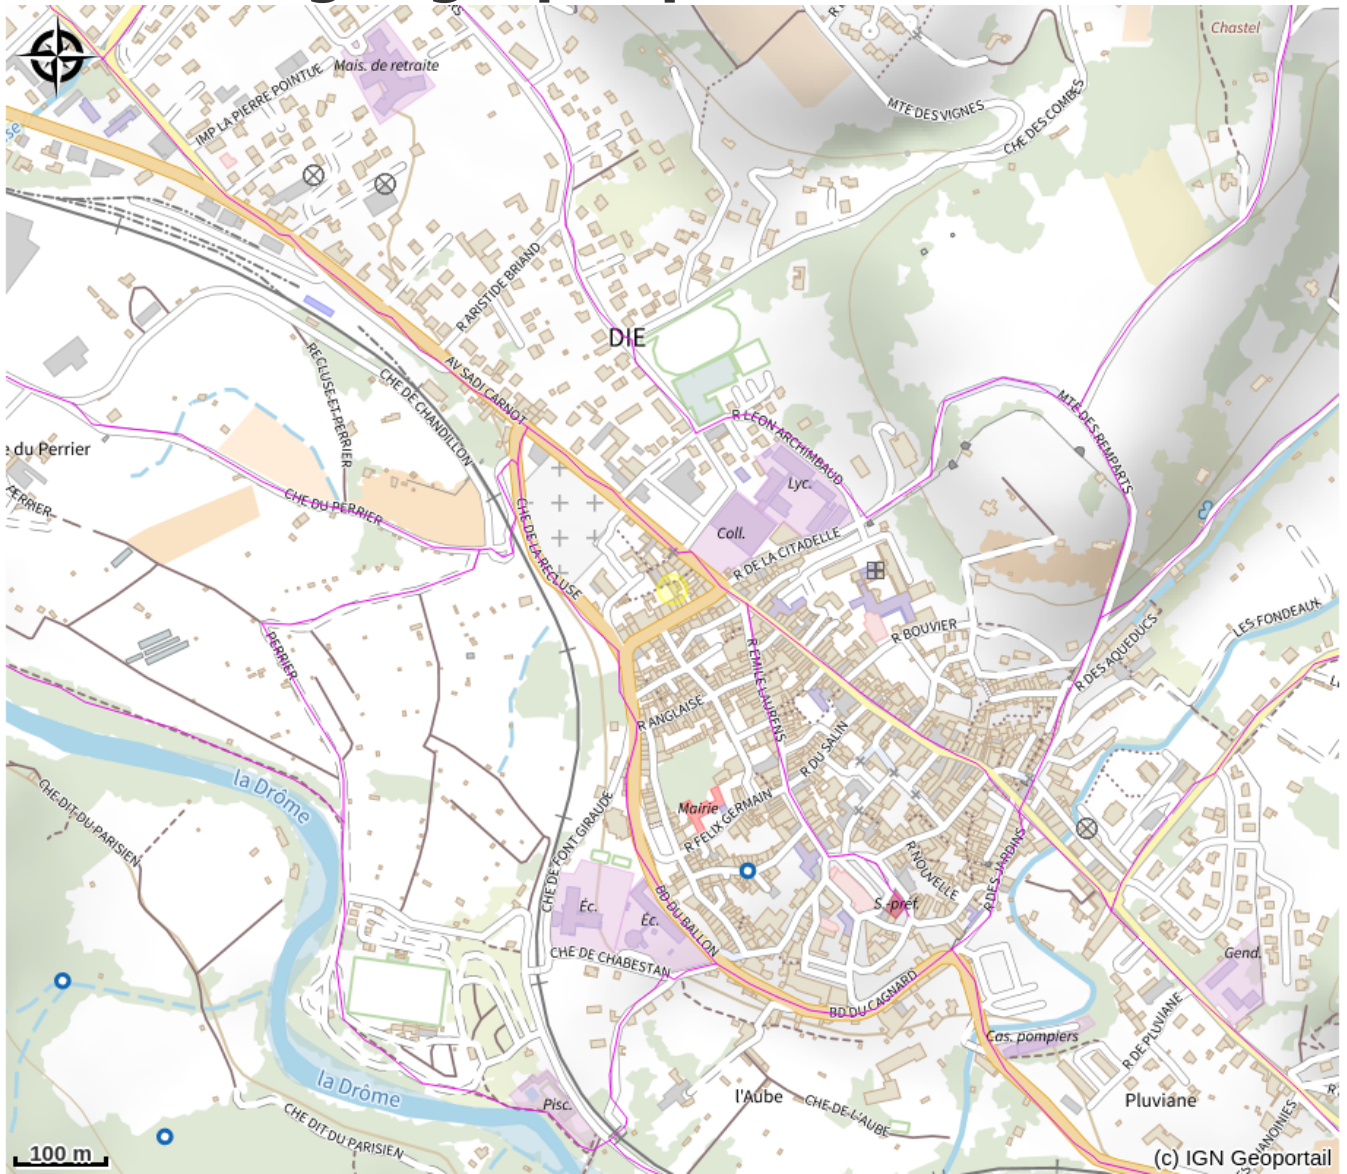 Chastel
Mais. de retraite
IMP LA PIERRE POINTUE
MTE DES VIGNES
CHE DES COMBES
R ARISTIDE BRIAND
DIE
AV SADI CARNOT
RECLUSE ET PERRIER
CHE DE CHANDILLON
MTE DES REMPARTS
R LEON ARCHIMBAUD
e du Perrier
Lyc.
CHE DU PERRIER
Coll.
R DE LA CITADELLE
CHE DE LA RECLUSE
R BOUVIER
LES FONDEAUX
PERRIER
R EMILE LAURENS
R DES AQUEDUCS
R ANGLAISE
R DU SALIN
la Drôme
CHE DIT DU PARISIEN
Mairie
R FELIX GERMAIN
CHE DE FONT GIRAUDE
R NOUVELLE
R DES JARDINS
Éc.
Éc.
S.-préf.
BD DU BALLON
CHE DE CHABESTAN
Gend.
BD DU CAGNARD
Cas. pompiers
R DE PLUVIANE
la Drôme
Pisc.
l'Aube
CHE DE L'AUBE
Pluviane
CHE DIT DU PARISIEN
100 m
(c) IGN Geoportail